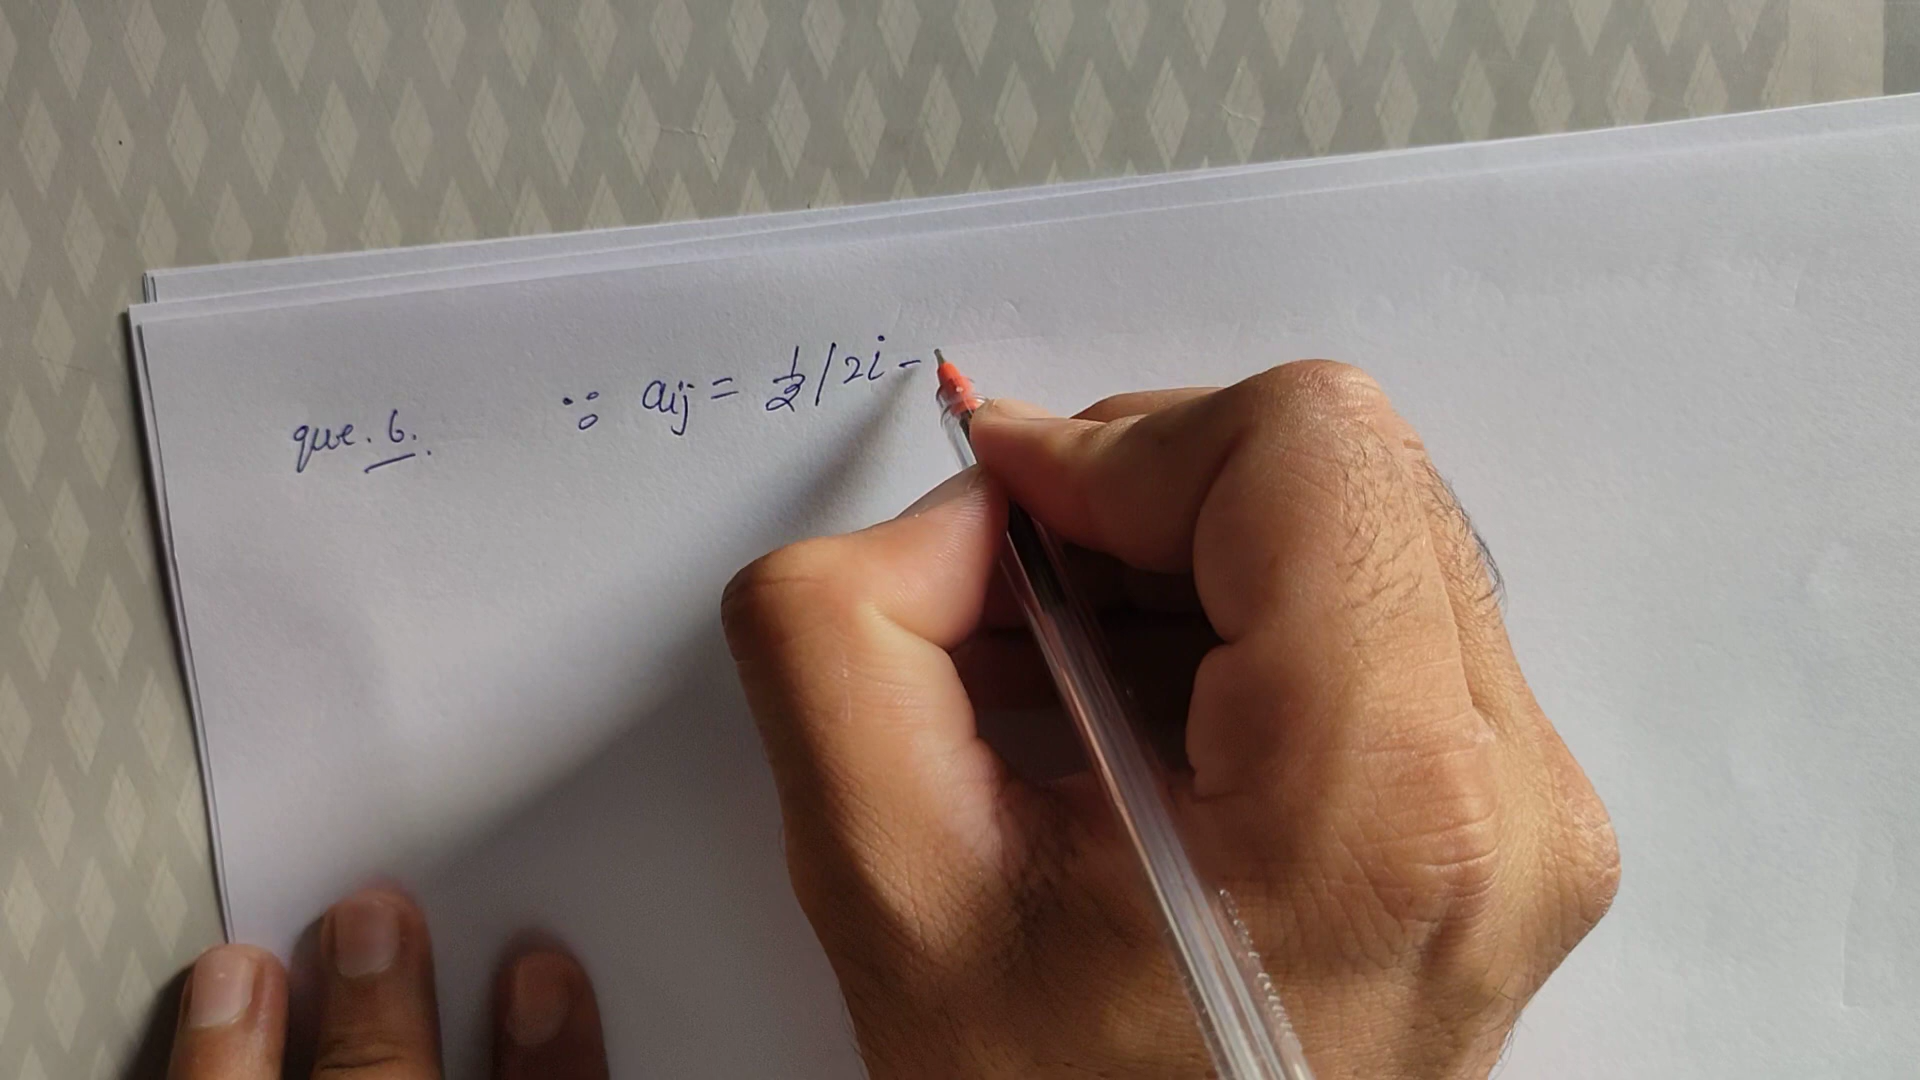 que. 6. ∵ aij = 1/2 |2i -